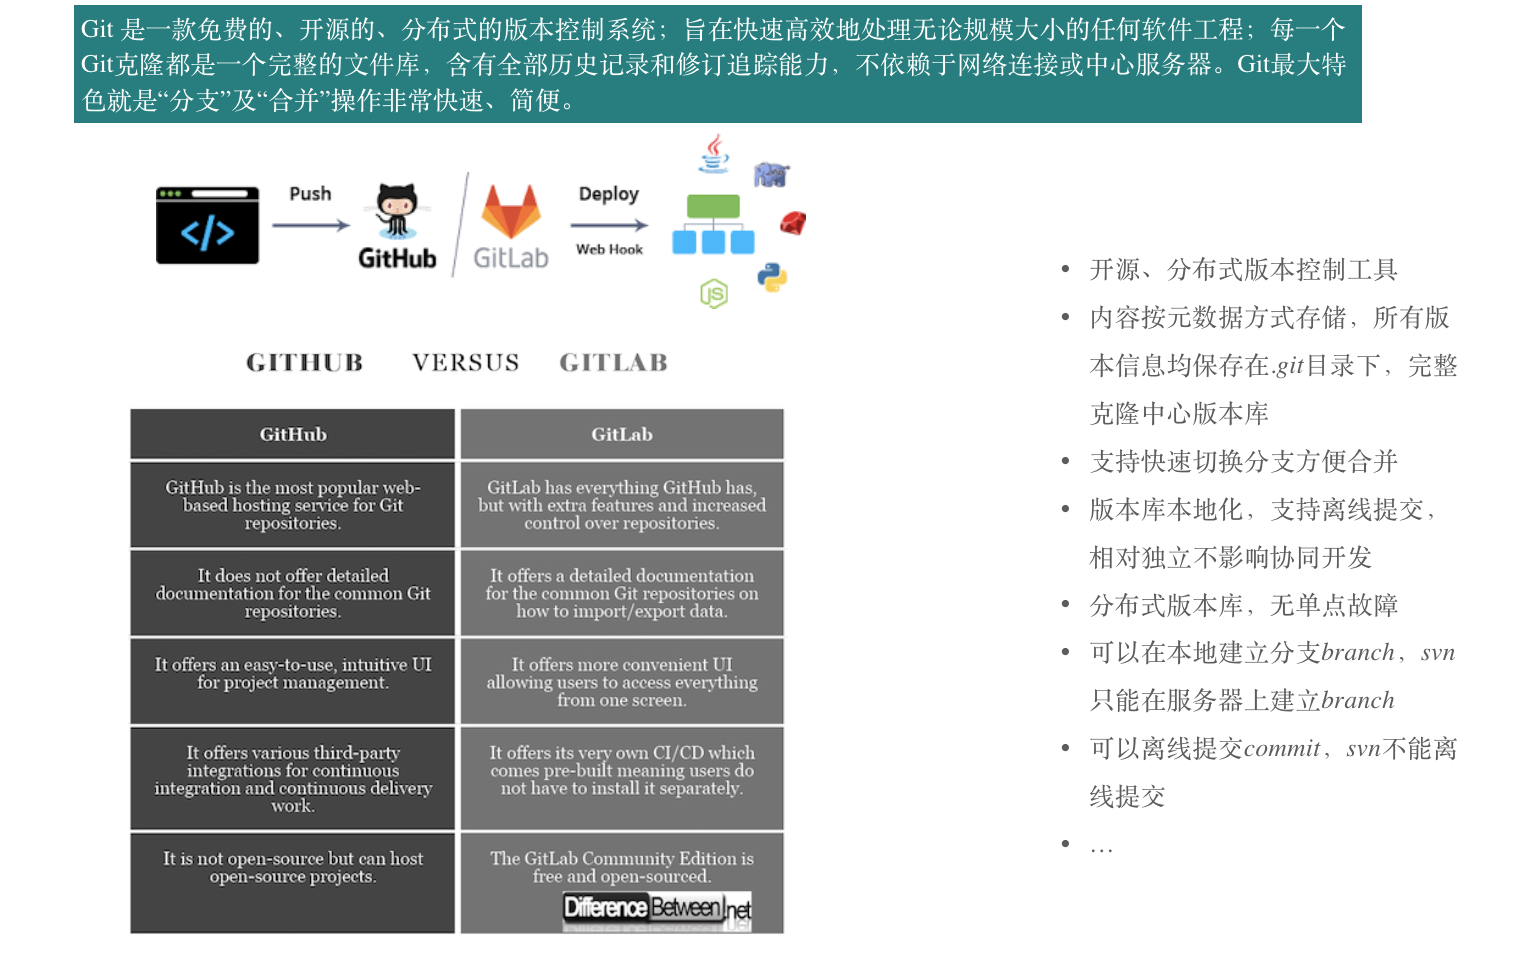 Git 是一款免费的、开源的、分布式的版本控制系统；旨在快速高效地处理无论规模大小的任何软件工程；每一个
Git克隆都是一个完整的文件库，含有全部历史记录和修订追踪能力，不依赖于网络连接或中心服务器。Git最大特
色就是“分支”及“合并”操作非常快速、简便。
</>
Push
GitHub
GitLab
Deploy
Web Hook
JS
GITHUB VERSUS GITLAB
GitHub
GitHub is the most popular web-
based hosting service for Git
repositories.
It does not offer detailed
documentation for the common Git
repositories.
It offers an easy-to-use, intuitive UI
for project management.
It offers various third-party
integrations for continuous
integration and continuous delivery
work.
It is not open-source but can host
open-source projects.
GitLab
GitLab has everything GitHub has,
but with extra features and increased
control over repositories.
It offers a detailed documentation
for the common Git repositories on
how to import/export data.
It offers more convenient UI
allowing users to access everything
from one screen.
It offers its very own CI/CD which
comes pre-built meaning users do
not have to install it separately.
The GitLab Community Edition is
free and open-sourced.
DifferenceBetween.net
• 开源、分布式版本控制工具
• 内容按元数据方式存储，所有版
本信息均保存在.git目录下，完整
克隆中心版本库
• 支持快速切换分支方便合并
• 版本库本地化，支持离线提交，
相对独立不影响协同开发
• 分布式版本库，无单点故障
• 可以在本地建立分支branch，svn
只能在服务器上建立branch
• 可以离线提交commit，svn不能离
线提交
• …